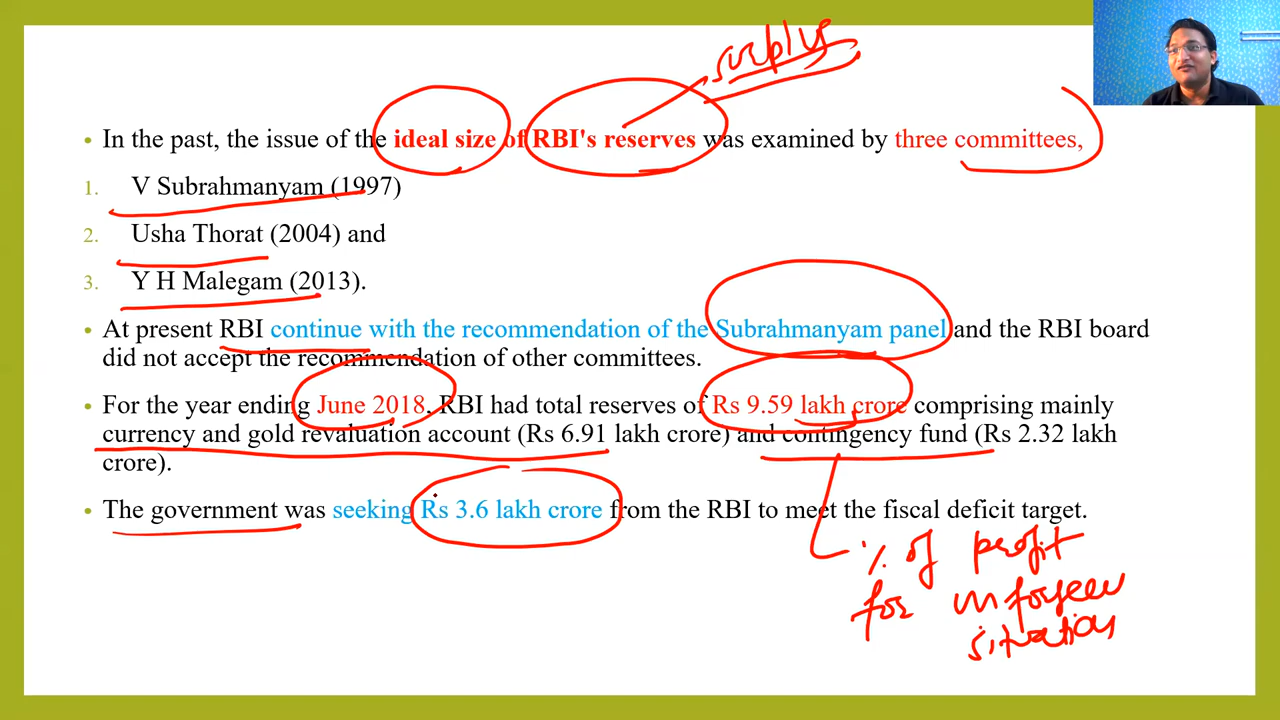 surplus
• In the past, the issue of the ideal size of RBI's reserves was examined by three committees,
1. V Subrahmanyam (1997)
2. Usha Thorat (2004) and
3. Y H Malegam (2013).
• At present RBI continue with the recommendation of the Subrahmanyam panel and the RBI board
did not accept the recommendation of other committees.
• For the year ending June 2018, RBI had total reserves of Rs 9.59 lakh crore comprising mainly
currency and gold revaluation account (Rs 6.91 lakh crore) and contingency fund (Rs 2.32 lakh
crore).
• The government was seeking Rs 3.6 lakh crore from the RBI to meet the fiscal deficit target.
% of profit
for unforseen
situation